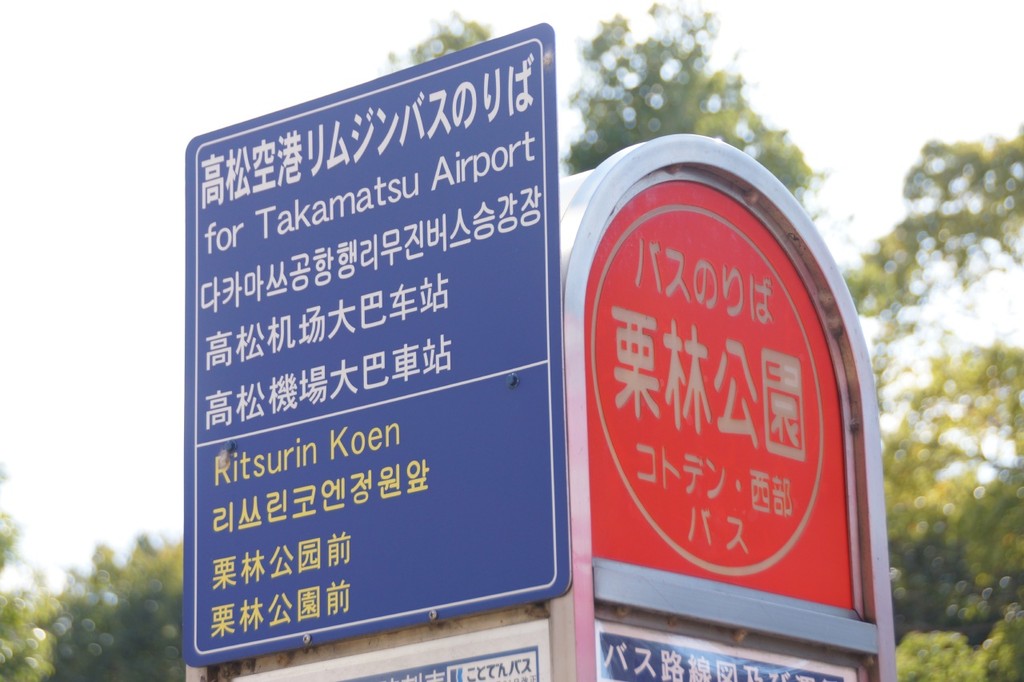 高松空港リムジンバスのりば
for Takamatsu Airport
다카마쓰공항행리무진버스승강장
高松机场大巴车站
高松機場大巴車站
Ritsurin Koen
리쓰린코엔정원앞
栗林公园前
栗林公園前
ことでんバス
バスのりば
栗林公園
コトデン・西部
バス
バス路線図及び